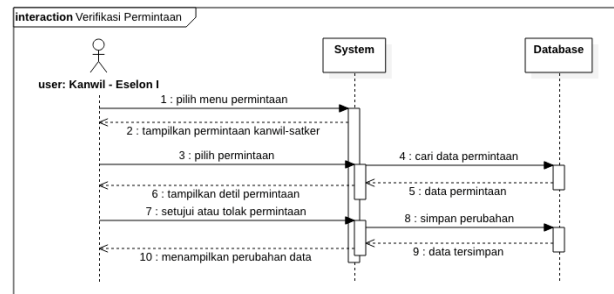 interaction Verifikasi Permintaan
System
Database
user: Kanwil - Eselon I
1 : pilih menu permintaan
2 : tampilkan permintaan kanwil-satker
3 : pilih permintaan
4 : cari data permintaan
5 : data permintaan
6 : tampilkan detil permintaan
7 : setujui atau tolak permintaan
8 : simpan perubahan
9 : data tersimpan
10 : menampilkan perubahan data